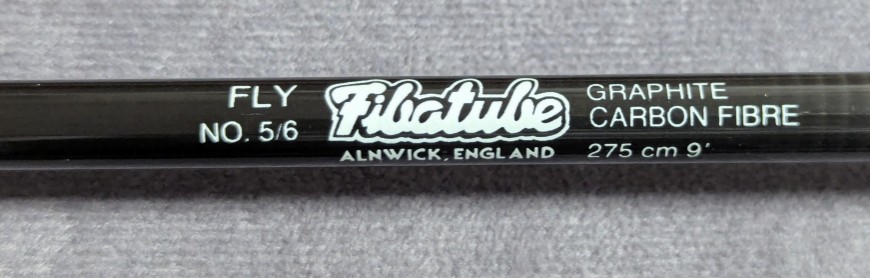 FLY
NO. 5/6
Fibatube
ALNWICK, ENGLAND
GRAPHITE
CARBON FIBRE
275 cm 9'